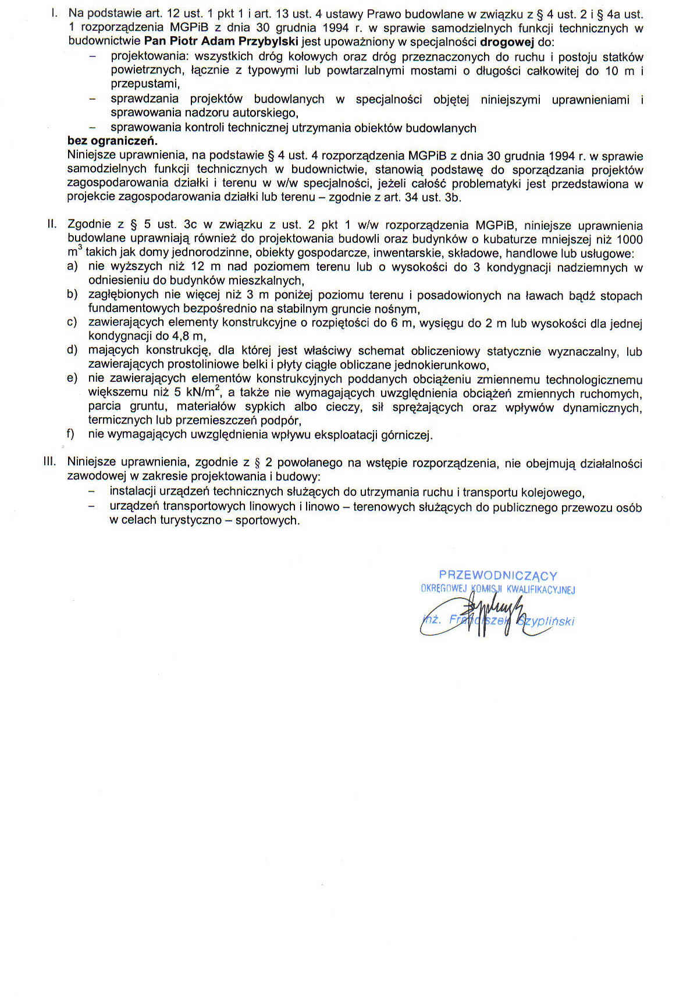 I. Na podstawie art. 12 ust. 1 pkt 1 i art. 13 ust. 4 ustawy Prawo budowlane w związku z § 4 ust. 2 i § 4a ust.
1 rozporządzenia MGPiB z dnia 30 grudnia 1994 r. w sprawie samodzielnych funkcji technicznych w
budownictwie Pan Piotr Adam Przybylski jest upoważniony w specjalności drogowej do:
– projektowania: wszystkich dróg kołowych oraz dróg przeznaczonych do ruchu i postoju statków
powietrznych, łącznie z typowymi lub powtarzalnymi mostami o długości całkowitej do 10 m i
przepustami,
– sprawdzania projektów budowlanych w specjalności objętej niniejszymi uprawnieniami i
sprawowania nadzoru autorskiego,
– sprawowania kontroli technicznej utrzymania obiektów budowlanych
bez ograniczeń.
Niniejsze uprawnienia, na podstawie § 4 ust. 4 rozporządzenia MGPiB z dnia 30 grudnia 1994 r. w sprawie
samodzielnych funkcji technicznych w budownictwie, stanowią podstawę do sporządzania projektów
zagospodarowania działki i terenu w w/w specjalności, jeżeli całość problematyki jest przedstawiona w
projekcie zagospodarowania działki lub terenu – zgodnie z art. 34 ust. 3b.
II. Zgodnie z § 5 ust. 3c w związku z ust. 2 pkt 1 w/w rozporządzenia MGPiB, niniejsze uprawnienia
budowlane uprawniają również do projektowania budowli oraz budynków o kubaturze mniejszej niż 1000
m³ takich jak domy jednorodzinne, obiekty gospodarcze, inwentarskie, składowe, handlowe lub usługowe:
a) nie wyższych niż 12 m nad poziomem terenu lub o wysokości do 3 kondygnacji nadziemnych w
odniesieniu do budynków mieszkalnych,
b) zagłębionych nie więcej niż 3 m poniżej poziomu terenu i posadowionych na ławach bądź stopach
fundamentowych bezpośrednio na stabilnym gruncie nośnym,
c) zawierających elementy konstrukcyjne o rozpiętości do 6 m, wysięgu do 2 m lub wysokości dla jednej
kondygnacji do 4,8 m,
d) mających konstrukcję, dla której jest właściwy schemat obliczeniowy statycznie wyznaczalny, lub
zawierających prostoliniowe belki i płyty ciągłe obliczane jednokierunkowo,
e) nie zawierających elementów konstrukcyjnych poddanych obciążeniu zmiennemu technologicznemu
większemu niż 5 kN/m², a także nie wymagających uwzględnienia obciążeń zmiennych ruchomych,
parcia gruntu, materiałów sypkich albo cieczy, sił sprężających oraz wpływów dynamicznych,
termicznych lub przemieszczeń podpór,
f) nie wymagających uwzględnienia wpływu eksploatacji górniczej.
III. Niniejsze uprawnienia, zgodnie z § 2 powołanego na wstępie rozporządzenia, nie obejmują działalności
zawodowej w zakresie projektowania i budowy:
– instalacji urządzeń technicznych służących do utrzymania ruchu i transportu kolejowego,
– urządzeń transportowych linowych i linowo – terenowych służących do publicznego przewozu osób
w celach turystyczno – sportowych.
PRZEWODNICZĄCY
OKRĘGOWEJ KOMISJI KWALIFIKACYJNEJ
inż. Franciszek Szypliński